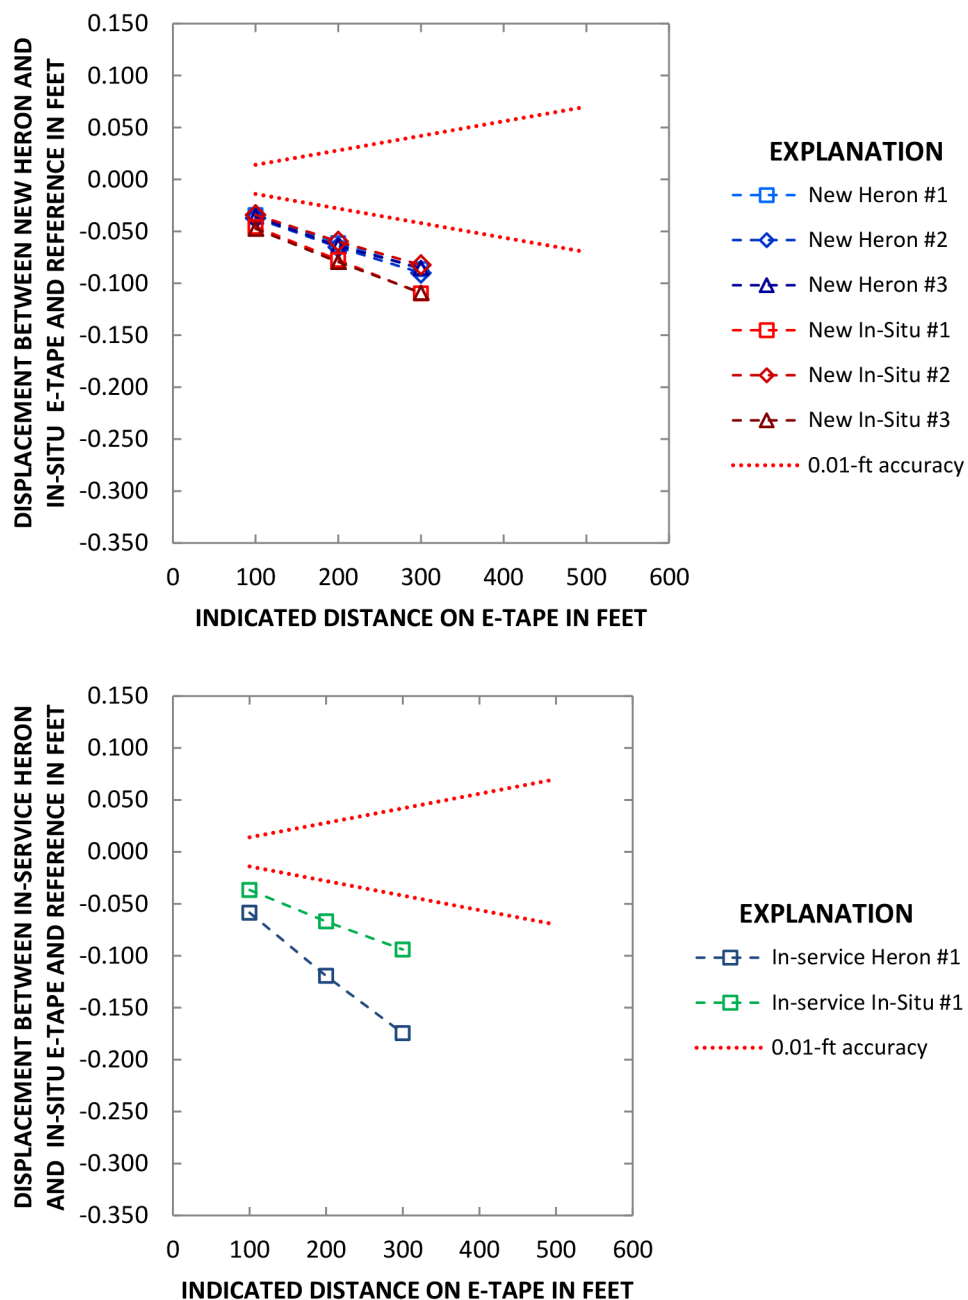 DISPLACEMENT BETWEEN NEW HERON AND
IN-SITU E-TAPE AND REFERENCE IN FEET
0.150
0.100
0.050
0.000
-0.050
-0.100
-0.150
-0.200
-0.250
-0.300
-0.350
0 100 200 300 400 500 600
INDICATED DISTANCE ON E-TAPE IN FEET
EXPLANATION
New Heron #1
New Heron #2
New Heron #3
New In-Situ #1
New In-Situ #2
New In-Situ #3
0.01-ft accuracy
DISPLACEMENT BETWEEN IN-SERVICE HERON
AND IN-SITU E-TAPE AND REFERENCE IN FEET
0.150
0.100
0.050
0.000
-0.050
-0.100
-0.150
-0.200
-0.250
-0.300
-0.350
0 100 200 300 400 500 600
INDICATED DISTANCE ON E-TAPE IN FEET
EXPLANATION
In-service Heron #1
In-service In-Situ #1
0.01-ft accuracy